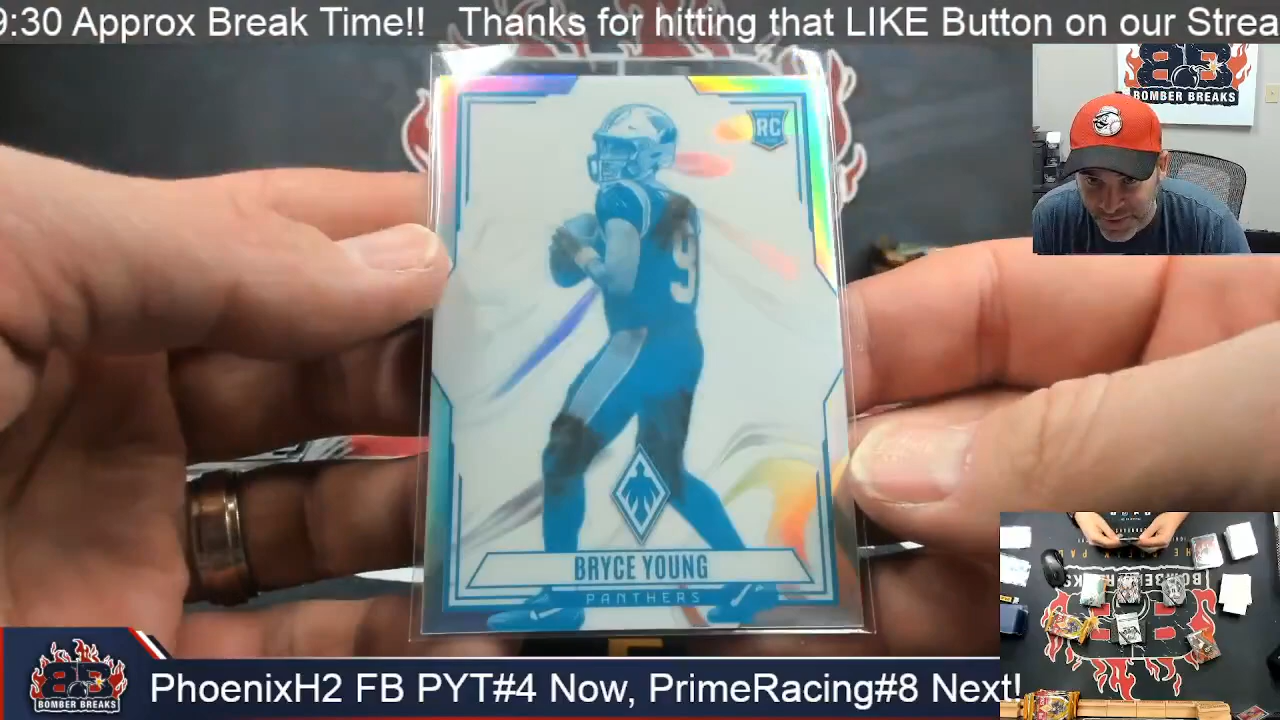 9:30 Approx Break Time!! Thanks for hitting that LIKE Button on our Strea
BOMBER BREAKS
RC
9
BRYCE YOUNG
PANTHERS
BOMBER BREAKS
PhoenixH2 FB PYT#4 Now, PrimeRacing#8 Next!